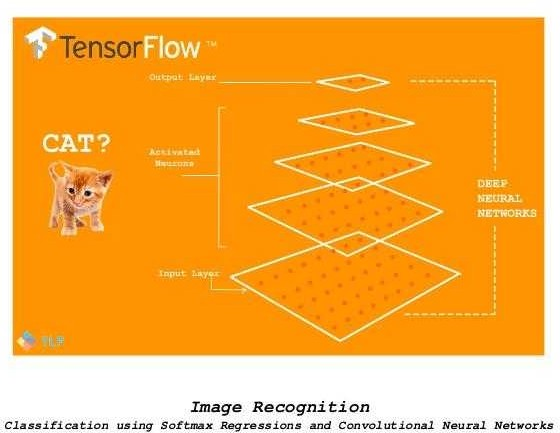 TensorFlow™
Output Layer
CAT?
Activated
Neurons
DEEP
NEURAL
NETWORKS
Input Layer
TLP
Image Recognition
Classification using Softmax Regressions and Convolutional Neural Networks